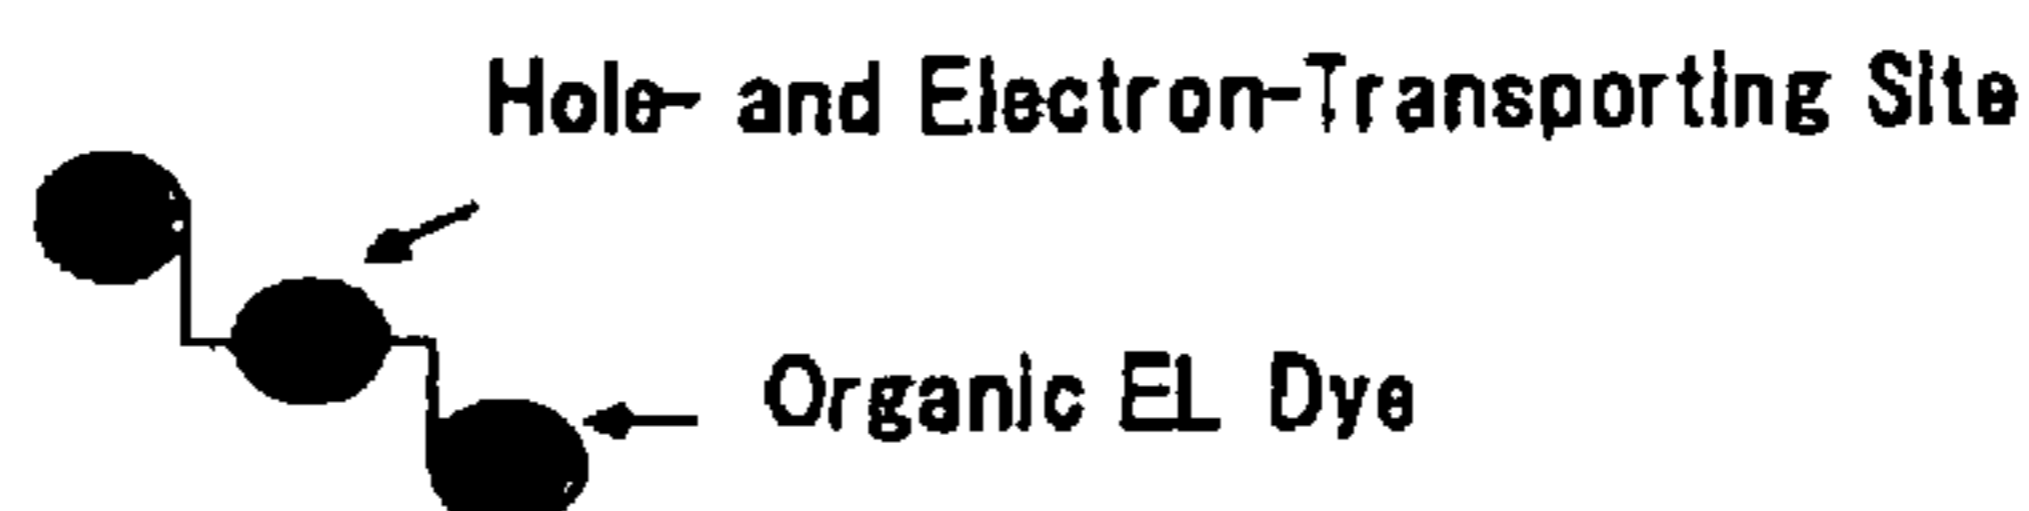 Hole- and Electron-Transporting Site
Organic EL Dye